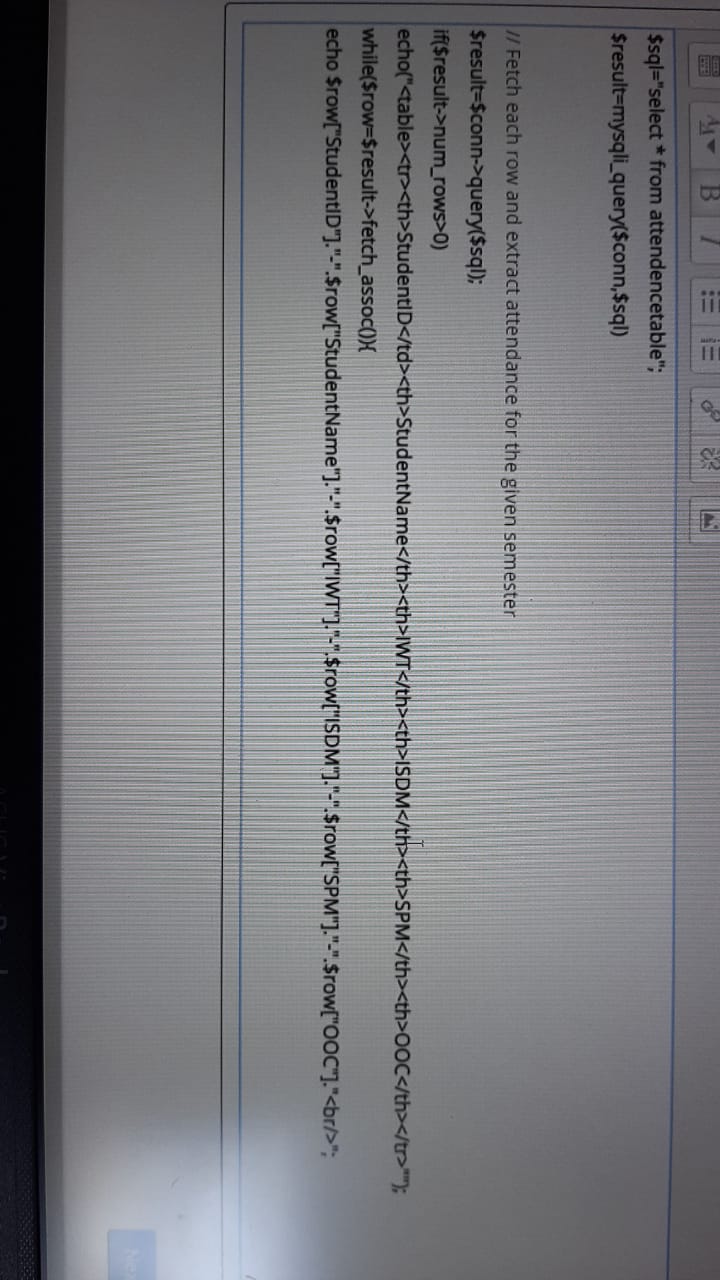 $sql="select * from attendencetable";
$result=mysqli_query($conn,$sql)
// Fetch each row and extract attendance for the given semester
$result=$conn->query($sql);
if($result->num_rows>0)
echo("<table><tr><th>StudentID</td><th>StudentName</th><th>IWT</th><th>ISDM</th><th>SPM</th><th>OOC</th></tr>"");
while($row=$result->fetch_assoc()){
echo $row["StudentID"]."-".$row["StudentName"]."-".$row["IWT"]."-".$row["ISDM"]."-".$row["SPM"]."-".$row["OOC"]."<br/>";